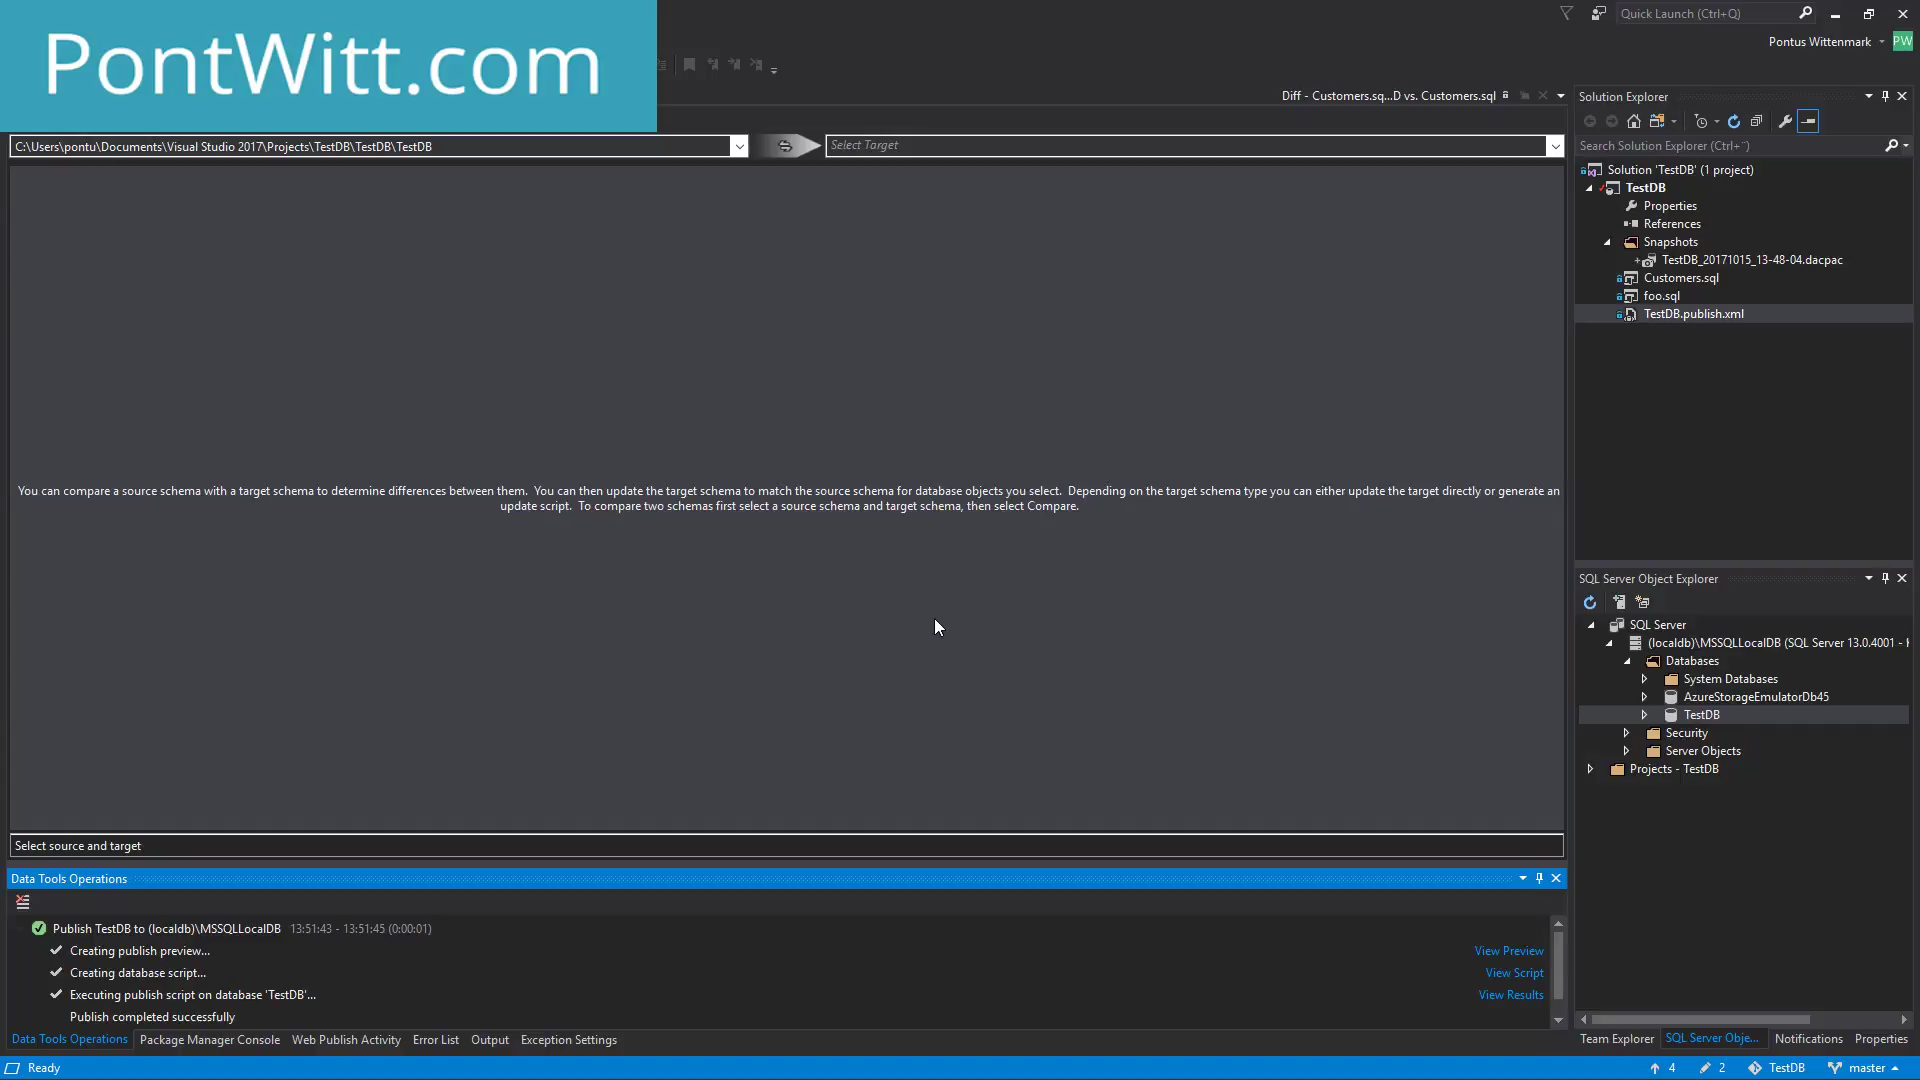 PontWitt.com
Quick Launch (Ctrl+Q)
Pontus Wittenmark
PW
Diff - Customers.sq...D vs. Customers.sql
C:\Users\pontu\Documents\Visual Studio 2017\Projects\TestDB\TestDB\TestDB
Select Target
You can compare a source schema with a target schema to determine differences between them.  You can then update the target schema to match the source schema for database objects you select.  Depending on the target schema type you can either update the target directly or generate an
update script.  To compare two schemas first select a source schema and target schema, then select Compare.
Select source and target
Data Tools Operations
Publish TestDB to (localdb)\MSSQLLocalDB 13:51:43 - 13:51:45 (0:00:01)
Creating publish preview... View Preview
Creating database script... View Script
Executing publish script on database 'TestDB'... View Results
Publish completed successfully
Data Tools Operations Package Manager Console Web Publish Activity Error List Output Exception Settings
Solution Explorer
Search Solution Explorer (Ctrl+¨)
Solution 'TestDB' (1 project)
TestDB
Properties
References
Snapshots
TestDB_20171015_13-48-04.dacpac
Customers.sql
foo.sql
TestDB.publish.xml
SQL Server Object Explorer
SQL Server
(localdb)\MSSQLLocalDB (SQL Server 13.0.4001 -
Databases
System Databases
AzureStorageEmulatorDb45
TestDB
Security
Server Objects
Projects - TestDB
Team Explorer SQL Server Obje... Notifications Properties
Ready 4 2 TestDB master